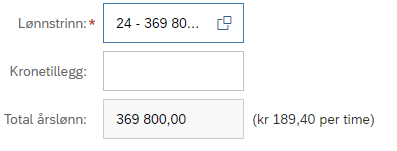 Lønnstrinn:* 24 - 369 80...
Kronetillegg:
Total årslønn: 369 800,00 (kr 189,40 per time)